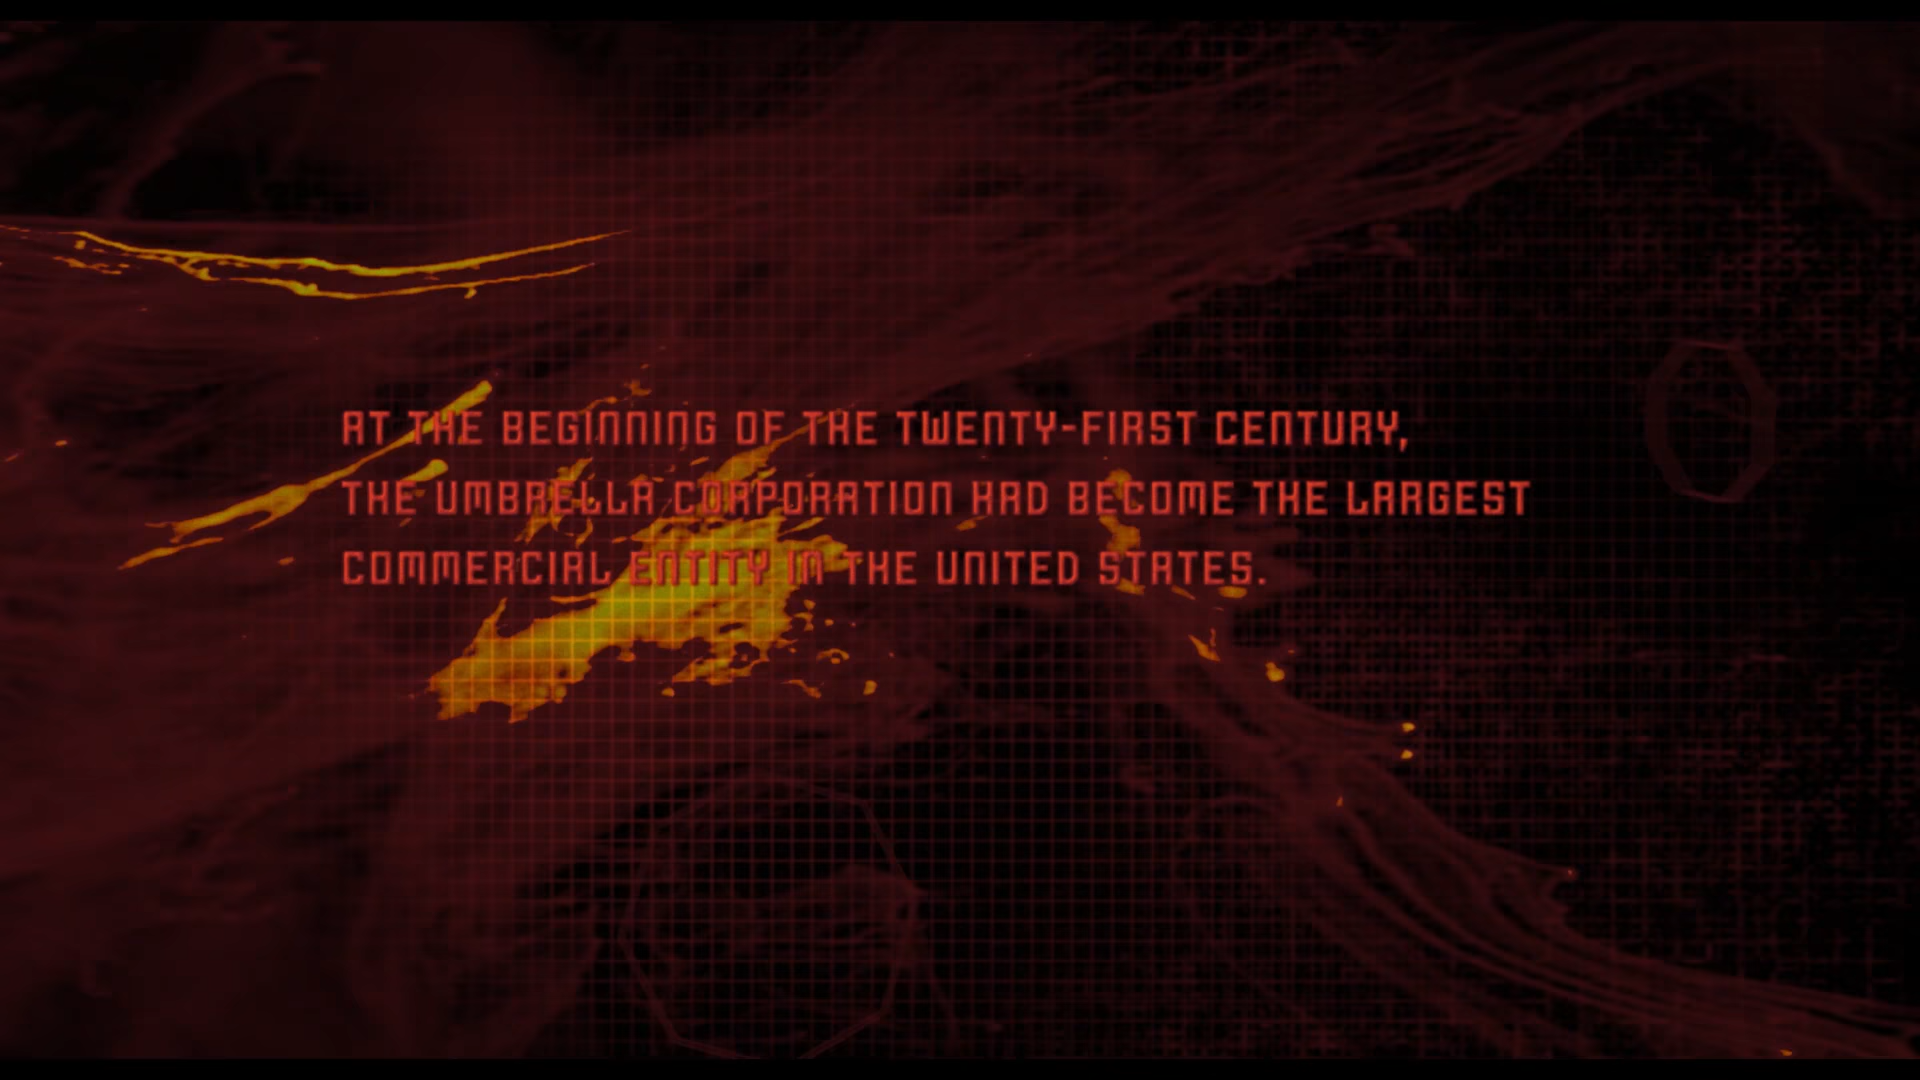 AT THE BEGINNING OF THE TWENTY-FIRST CENTURY,
THE UMBRELLA CORPORATION HAD BECOME THE LARGEST
COMMERCIAL ENTITY IN THE UNITED STATES.